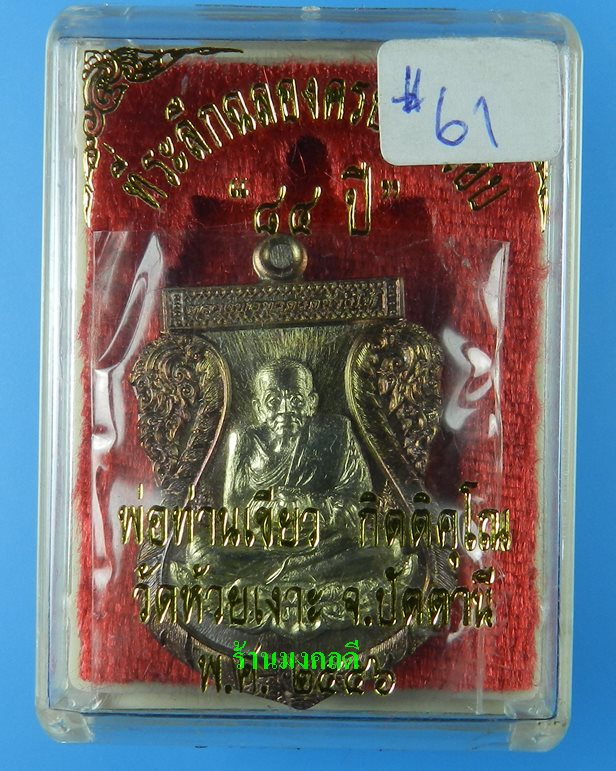 #61
ที่ระลึกฉลอง
"๘๔ ปี"
พ่อท่านเขียว กิตติคุโณ
วัดห้วยเงาะ จ.ปัตตานี
ร้านมงคลดี
พ.ศ. ๒๕๕๖